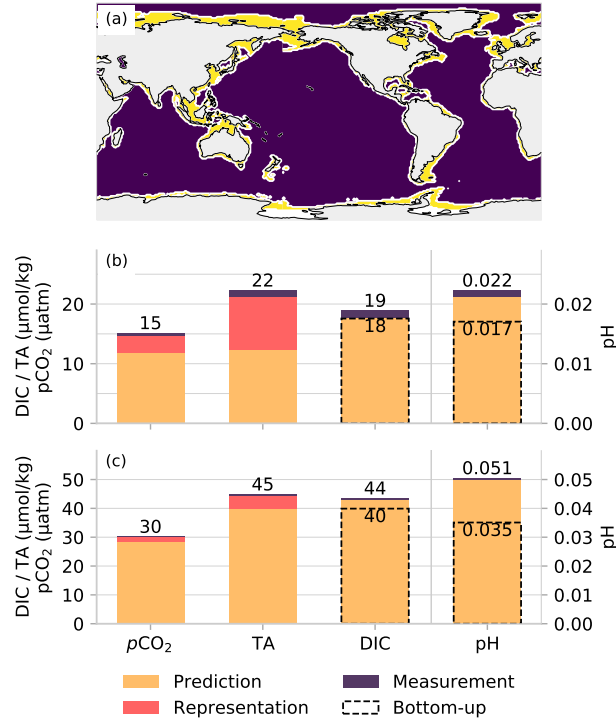 (a)
(b)
DIC / TA (µmol/kg)
pCO₂ (µatm)
20
10
0
15
22
19
18
0.022
0.017
0.02
0.01
0.00
pH
(c)
DIC / TA (µmol/kg)
pCO₂ (µatm)
50
40
30
20
10
0
30
45
44
40
0.051
0.035
0.05
0.04
0.03
0.02
0.01
0.00
pH
pCO₂ TA DIC pH
Prediction Measurement
Representation Bottom-up